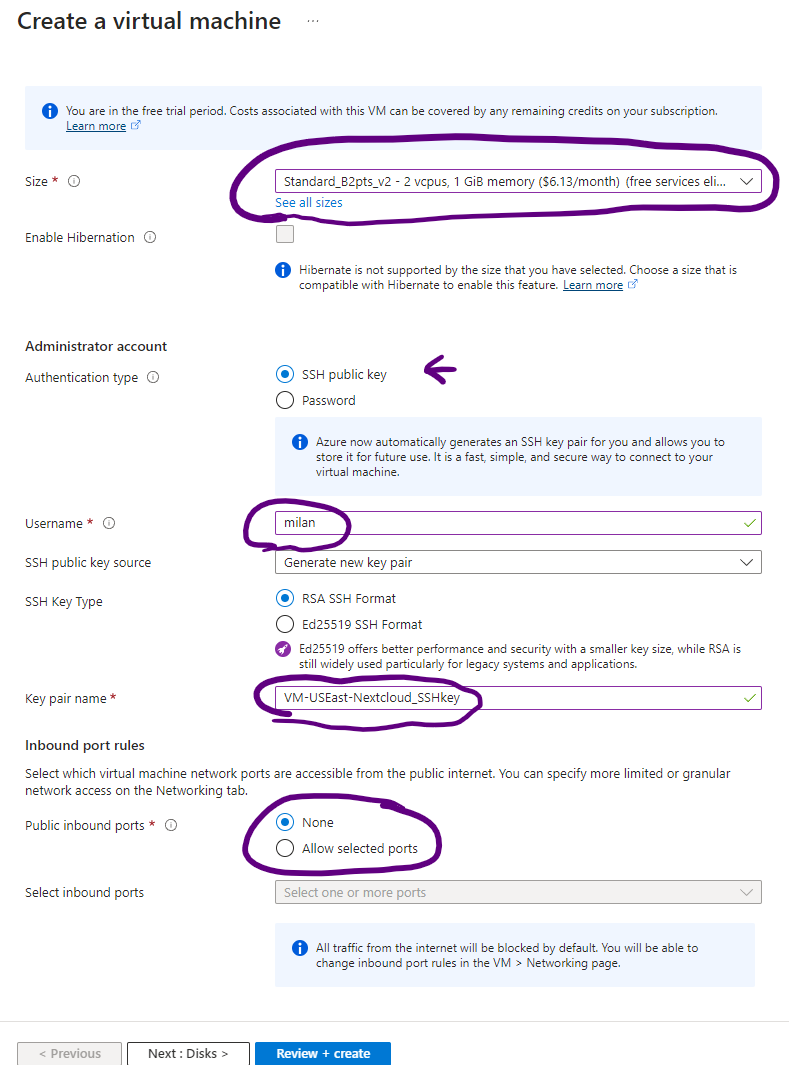 Create a virtual machine ...
You are in the free trial period. Costs associated with this VM can be covered by any remaining credits on your subscription.
Learn more
Size *
Standard_B2pts_v2 - 2 vcpus, 1 GiB memory ($6.13/month) (free services eli...
See all sizes
Enable Hibernation
Hibernate is not supported by the size that you have selected. Choose a size that is
compatible with Hibernate to enable this feature. Learn more
Administrator account
Authentication type
SSH public key
Password
Azure now automatically generates an SSH key pair for you and allows you to
store it for future use. It is a fast, simple, and secure way to connect to your
virtual machine.
Username *
milan
SSH public key source
Generate new key pair
SSH Key Type
RSA SSH Format
Ed25519 SSH Format
Ed25519 offers better performance and security with a smaller key size, while RSA is
still widely used particularly for legacy systems and applications.
Key pair name *
VM-USEast-Nextcloud_SSHkey
Inbound port rules
Select which virtual machine network ports are accessible from the public internet. You can specify more limited or granular
network access on the Networking tab.
Public inbound ports *
None
Allow selected ports
Select inbound ports
Select one or more ports
All traffic from the internet will be blocked by default. You will be able to
change inbound port rules in the VM > Networking page.
< Previous
Next : Disks >
Review + create